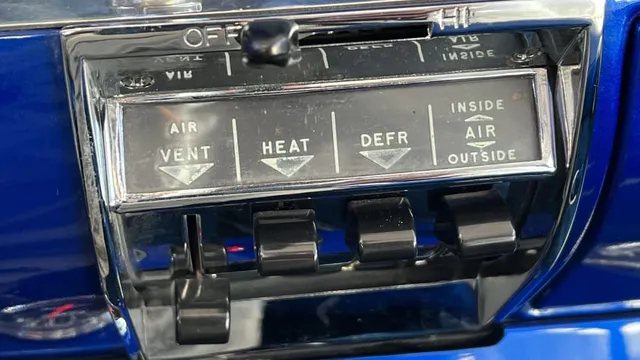 OFF HI
AIR
VENT
HEAT
DEFR
INSIDE
AIR
OUTSIDE